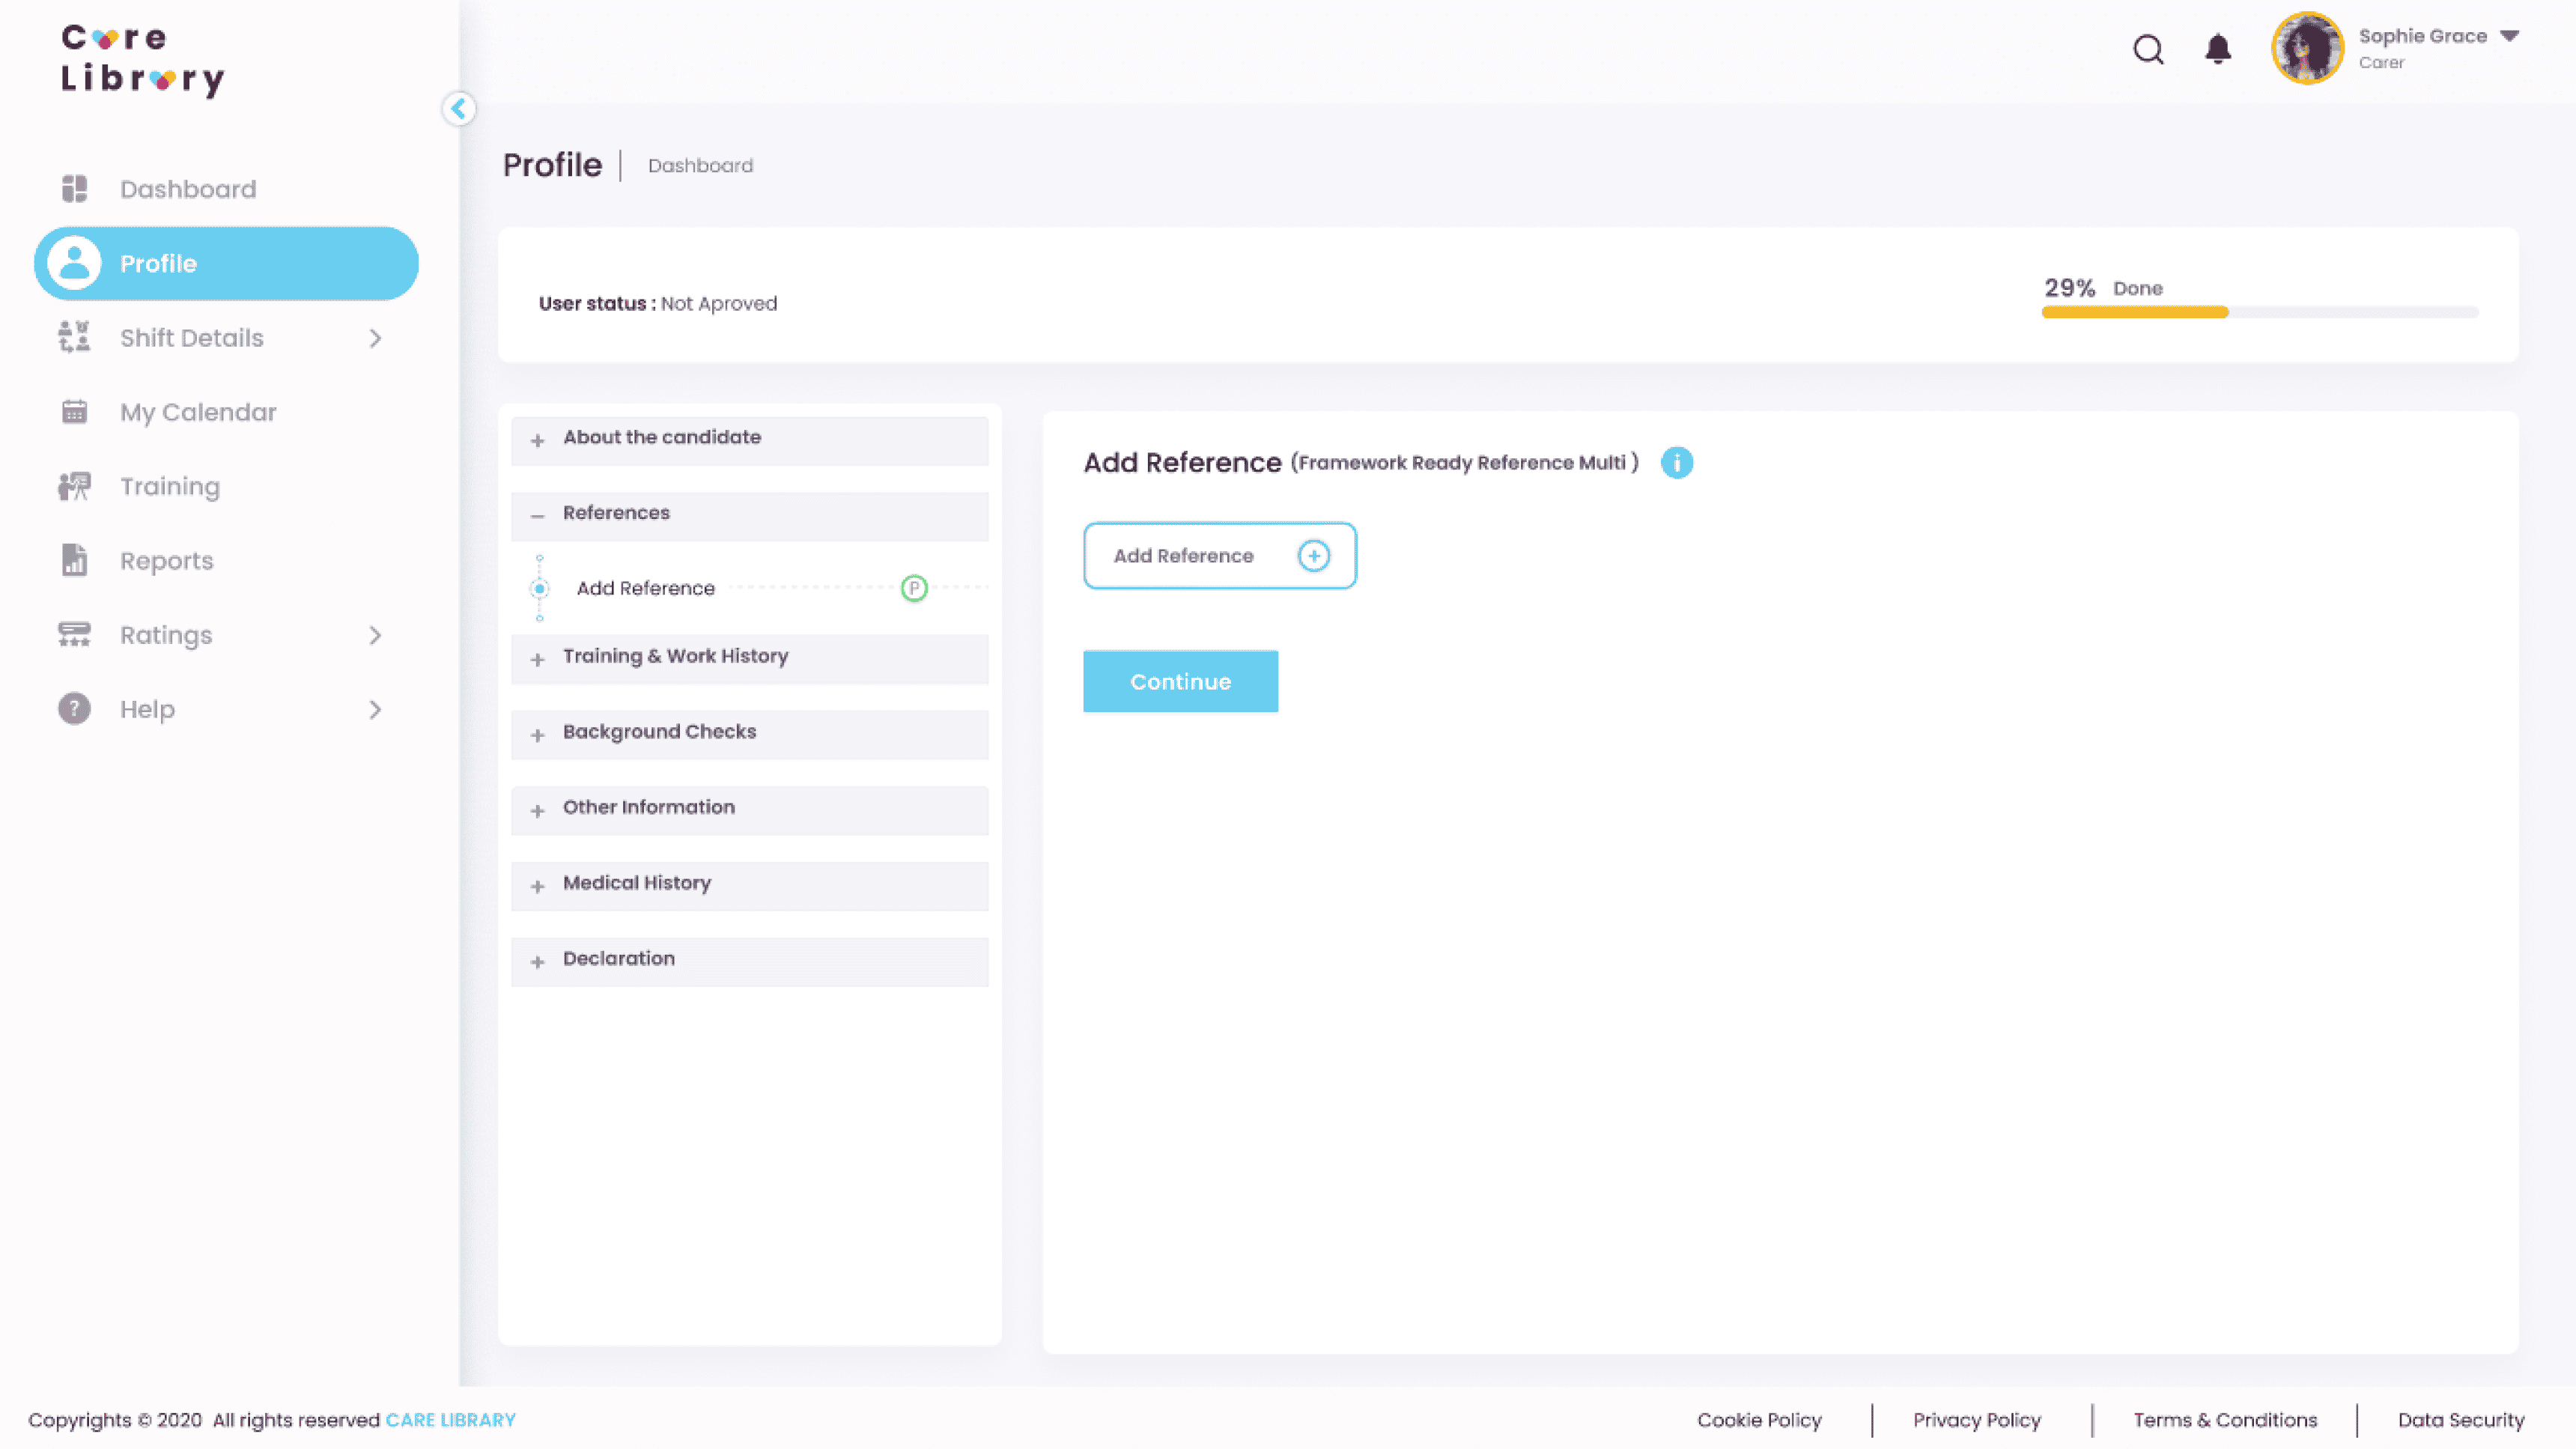 Care
Library
Sophie Grace
Carer
Profile
Dashboard
Dashboard
Profile
Shift Details
My Calendar
Training
Reports
Ratings
? Help
User status : Not Aproved
29% Done
+ About the candidate
− References
Add Reference P
+ Training & Work History
+ Background Checks
+ Other Information
+ Medical History
+ Declaration
Add Reference (Framework Ready Reference Multi ) i
Add Reference +
Continue
Copyrights © 2020 All rights reserved CARE LIBRARY
Cookie Policy
Privacy Policy
Terms & Conditions
Data Security